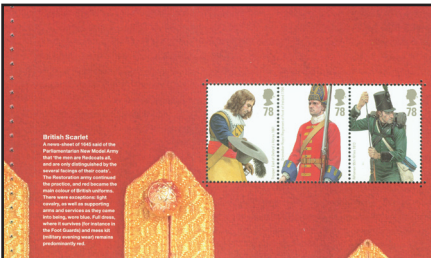 British Scarlet
A news-sheet of 1645 said of the
Parliamentarian New Model Army
that 'the men are Redcoats all,
and are only distinguished by the
several facings of their coats'.
The Restoration army continued
the practice, and red became the
main colour of British uniforms.
There were exceptions: light
cavalry, as well as supporting
arms and services as they came
into being, wore blue. Full dress,
where it survives (for instance in
the Foot Guards) and mess kit
(military evening wear) remains
predominantly red.
78
78
78